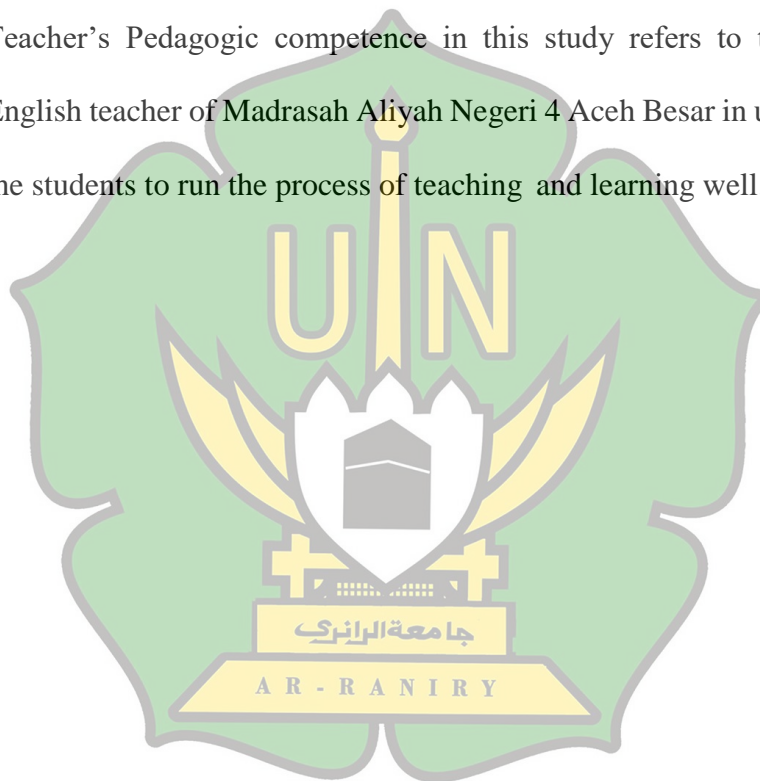 Teacher’s Pedagogic competence in this study refers to t
English teacher of Madrasah Aliyah Negeri 4 Aceh Besar in u
he students to run the process of teaching and learning well
UIN
جامعةالرانري
AR-RANIRY